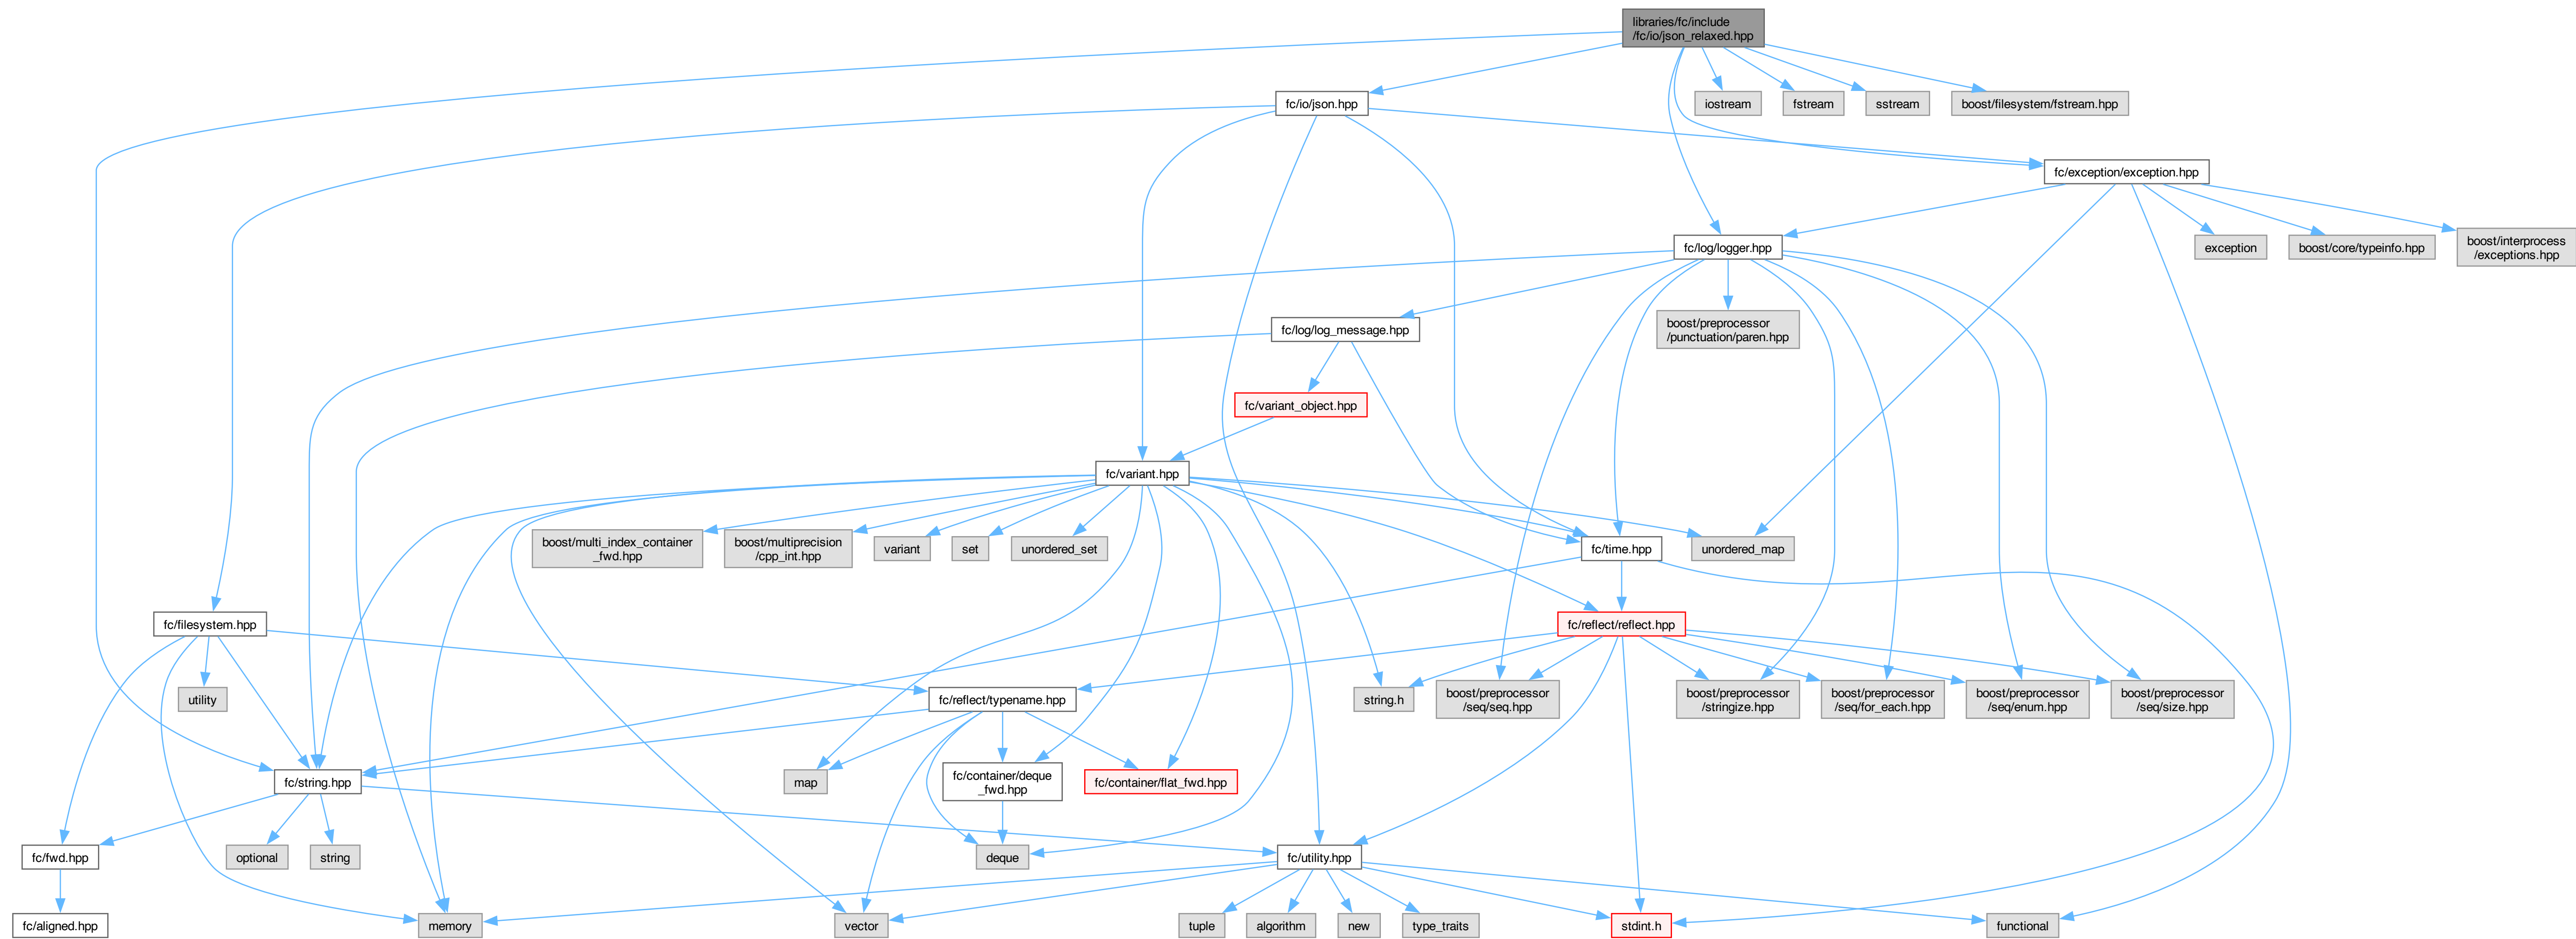 libraries/fc/include
/fc/io/json_relaxed.hpp
fc/io/json.hpp
iostream
fstream
sstream
boost/filesystem/fstream.hpp
fc/exception/exception.hpp
fc/log/logger.hpp
exception
boost/core/typeinfo.hpp
boost/interprocess
/exceptions.hpp
fc/log/log_message.hpp
boost/preprocessor
/punctuation/paren.hpp
fc/variant_object.hpp
fc/variant.hpp
boost/multi_index_container
_fwd.hpp
boost/multiprecision
/cpp_int.hpp
variant
set
unordered_set
fc/time.hpp
unordered_map
fc/filesystem.hpp
fc/reflect/reflect.hpp
utility
fc/reflect/typename.hpp
string.h
boost/preprocessor
/seq/seq.hpp
boost/preprocessor
/stringize.hpp
boost/preprocessor
/seq/for_each.hpp
boost/preprocessor
/seq/enum.hpp
boost/preprocessor
/seq/size.hpp
fc/string.hpp
map
fc/container/deque
_fwd.hpp
fc/container/flat_fwd.hpp
fc/fwd.hpp
optional
string
deque
fc/utility.hpp
fc/aligned.hpp
memory
vector
tuple
algorithm
new
type_traits
stdint.h
functional